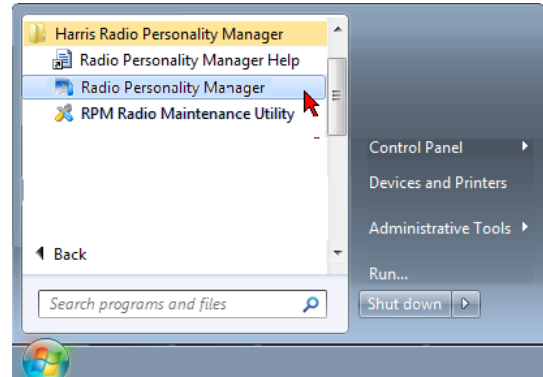 Harris Radio Personality Manager
Radio Personality Manager Help
Radio Personality Manager
RPM Radio Maintenance Utility
Back
Search programs and files
Control Panel
Devices and Printers
Administrative Tools
Run...
Shut down